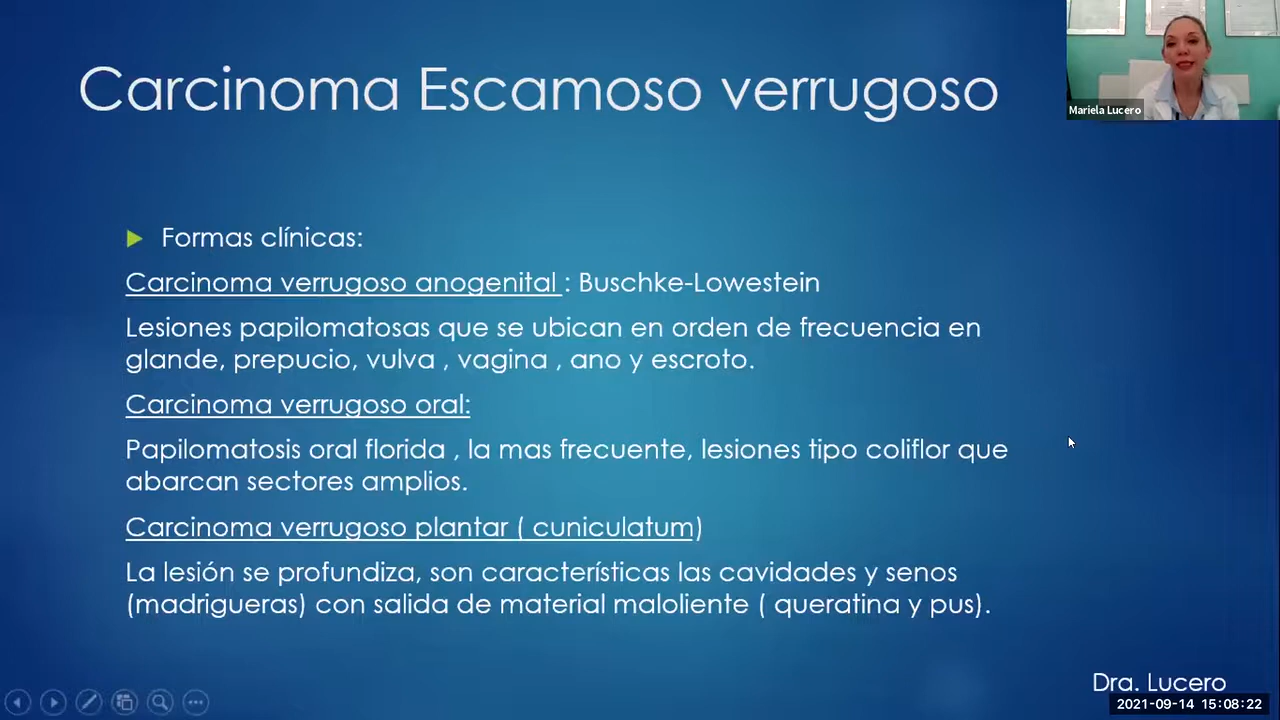 Carcinoma Escamoso verrugoso
Mariela Lucero
Formas clínicas:
Carcinoma verrugoso anogenital : Buschke-Lowestein
Lesiones papilomatosas que se ubican en orden de frecuencia en
glande, prepucio, vulva , vagina , ano y escroto.
Carcinoma verrugoso oral:
Papilomatosis oral florida , la mas frecuente, lesiones tipo coliflor que
abarcan sectores amplios.
Carcinoma verrugoso plantar ( cuniculatum)
La lesión se profundiza, son características las cavidades y senos
(madrigueras) con salida de material maloliente ( queratina y pus).
Dra. Lucero
2021-09-14 15:08:22